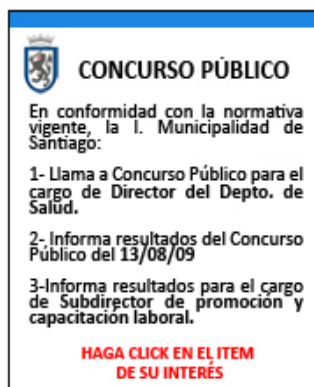 CONCURSO PÚBLICO
En conformidad con la normativa
vigente, la I. Municipalidad de
Santiago:
1- Llama a Concurso Público para el
cargo de Director del Depto. de
Salud.
2- Informa resultados del Concurso
Público del 13/08/09
3-Informa resultados para el cargo
de Subdirector de promoción y
capacitación laboral.
HAGA CLICK EN EL ITEM
DE SU INTERÉS